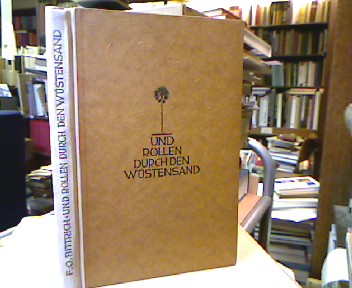 F. O. BITTRICH · UND ROLLEN DURCH DEN WÜSTENSAND
UND
ROLLEN
DURCH DEN
WÜSTENSAND